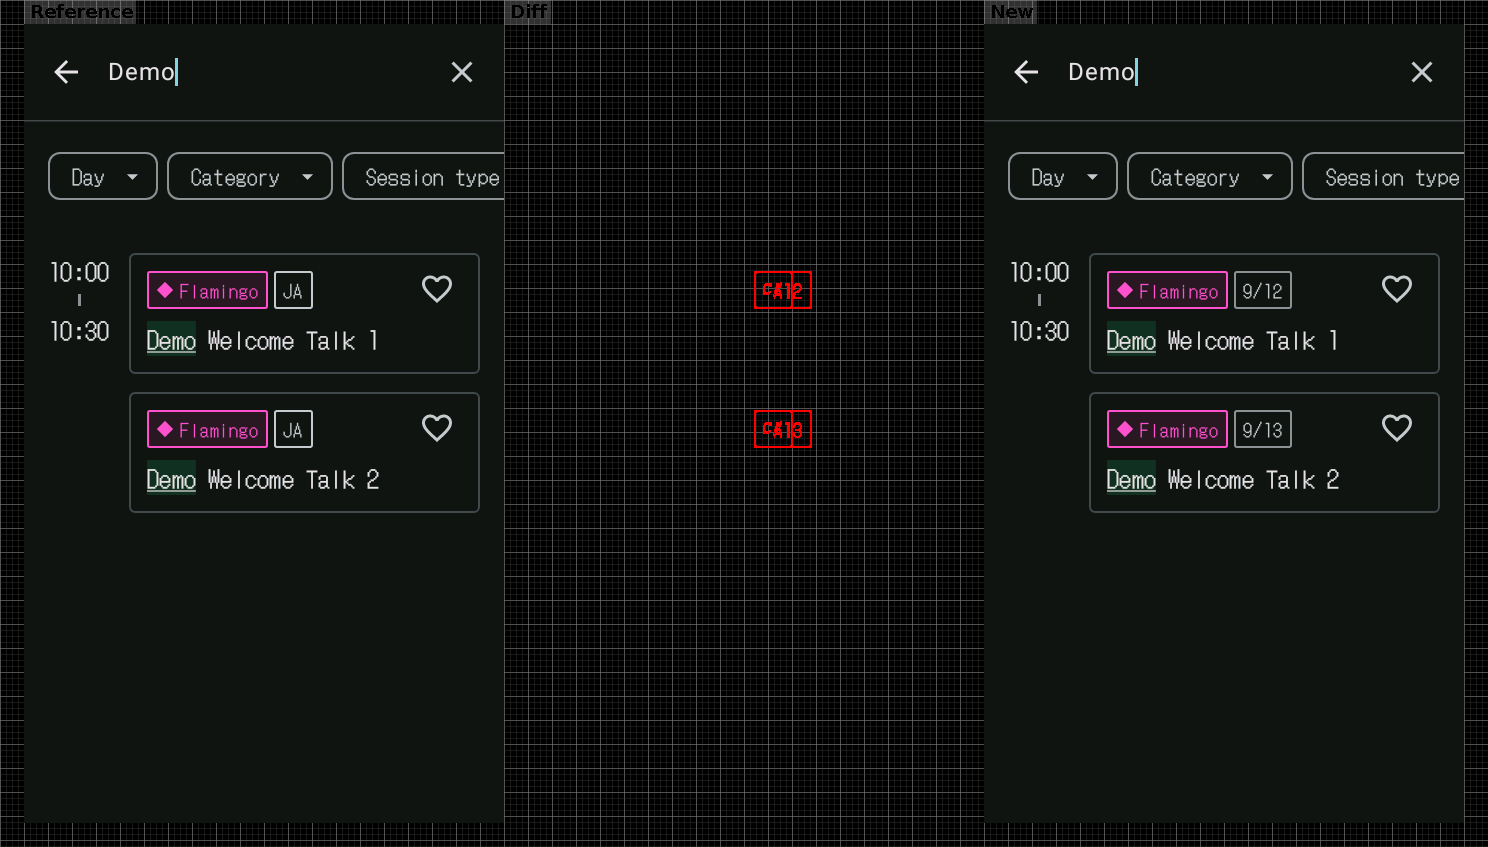 Reference
Demo
Day
Category
Session type
10:00
10:30
Flamingo
JA
Demo Welcome Talk 1
Flamingo
JA
Demo Welcome Talk 2
Diff
New
Demo
Day
Category
Session type
10:00
10:30
Flamingo
9/12
Demo Welcome Talk 1
Flamingo
9/13
Demo Welcome Talk 2